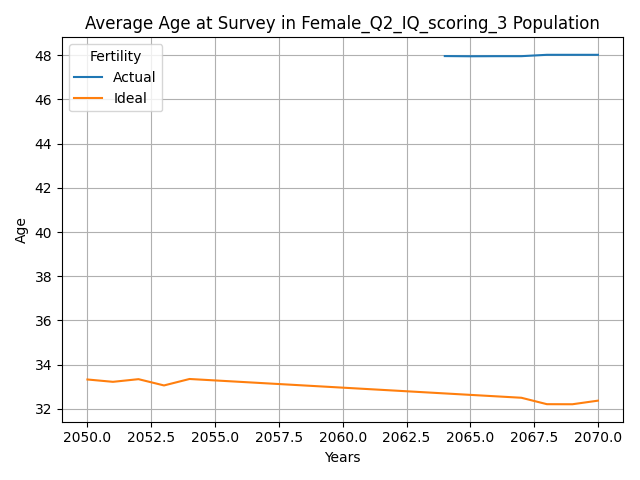 Average Age at Survey in Female_Q2_IQ_scoring_3 Population
Fertility
Actual
Ideal
48
46
44
42
40
38
36
34
32
Age
2050.0 2052.5 2055.0 2057.5 2060.0 2062.5 2065.0 2067.5 2070.0
Years